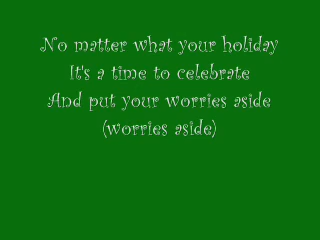 No matter what your holiday
It's a time to celebrate
And put your worries aside
(worries aside)